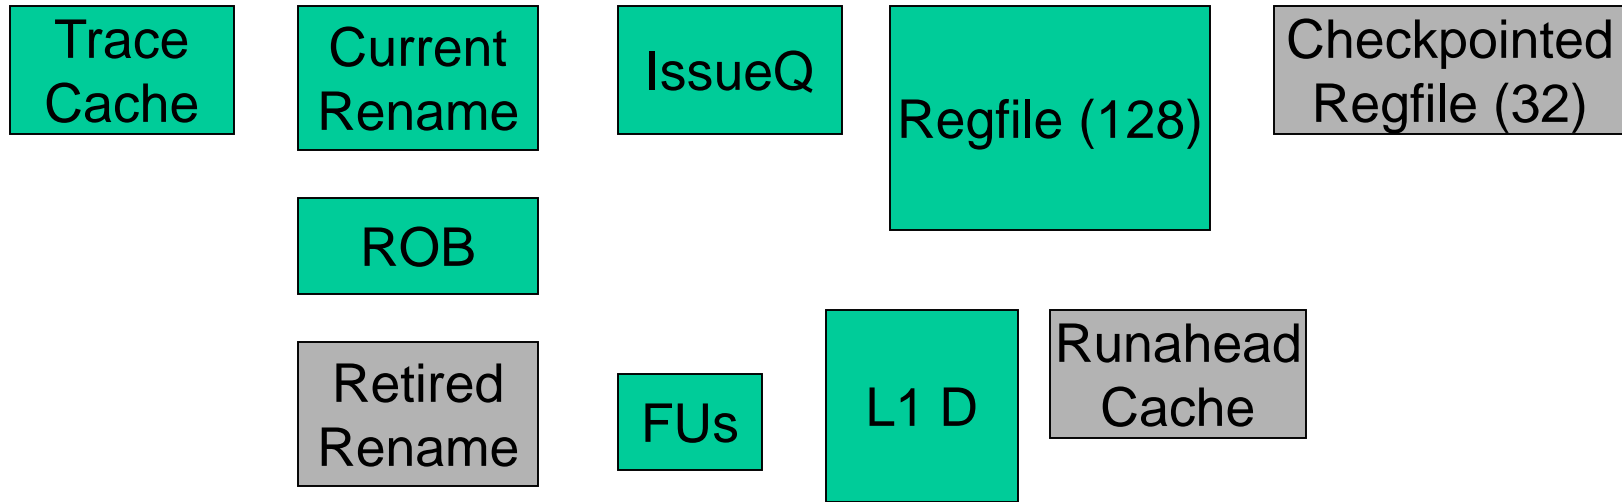 Trace
Cache
Current
Rename
IssueQ
Regfile (128)
Checkpointed
Regfile (32)
ROB
Retired
Rename
FUs
L1 D
Runahead
Cache